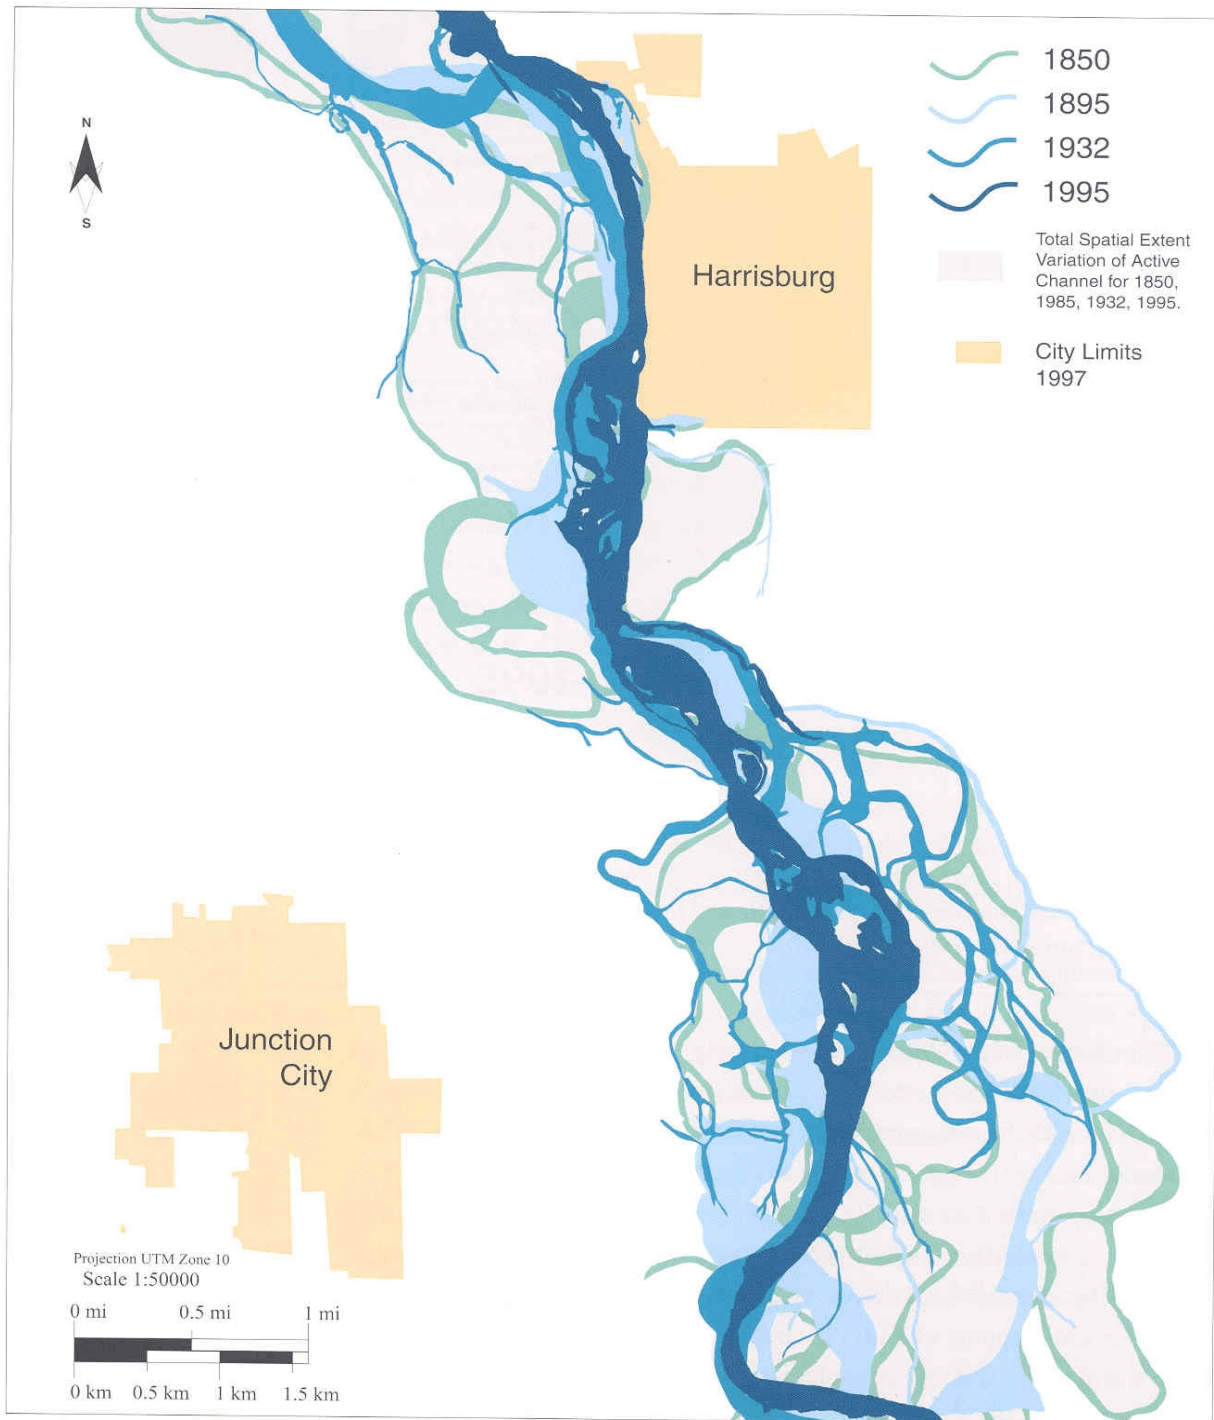 1850
1895
1932
1995
N
S
Total Spatial Extent
Variation of Active
Channel for 1850,
1985, 1932, 1995.
City Limits
1997
Harrisburg
Junction
City
Projection UTM Zone 10
Scale 1:50000
0 mi 0.5 mi 1 mi
0 km 0.5 km 1 km 1.5 km